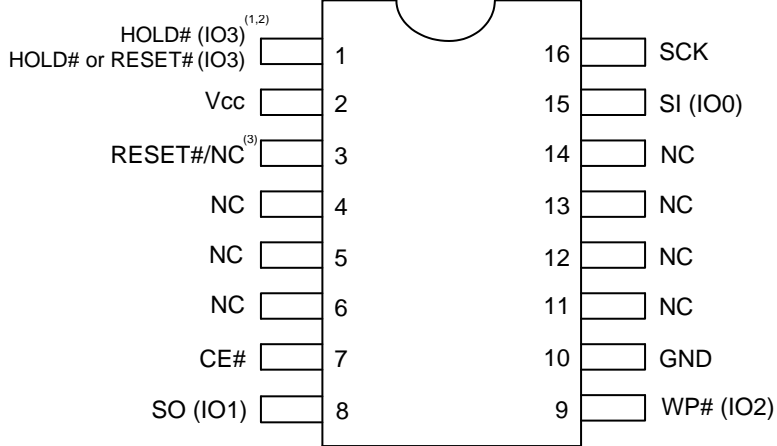 HOLD# (IO3)(1,2)
HOLD# or RESET# (IO3) 1 16 SCK
Vcc 2 15 SI (IO0)
RESET#/NC(3) 3 14 NC
NC 4 13 NC
NC 5 12 NC
NC 6 11 NC
CE# 7 10 GND
SO (IO1) 8 9 WP# (IO2)